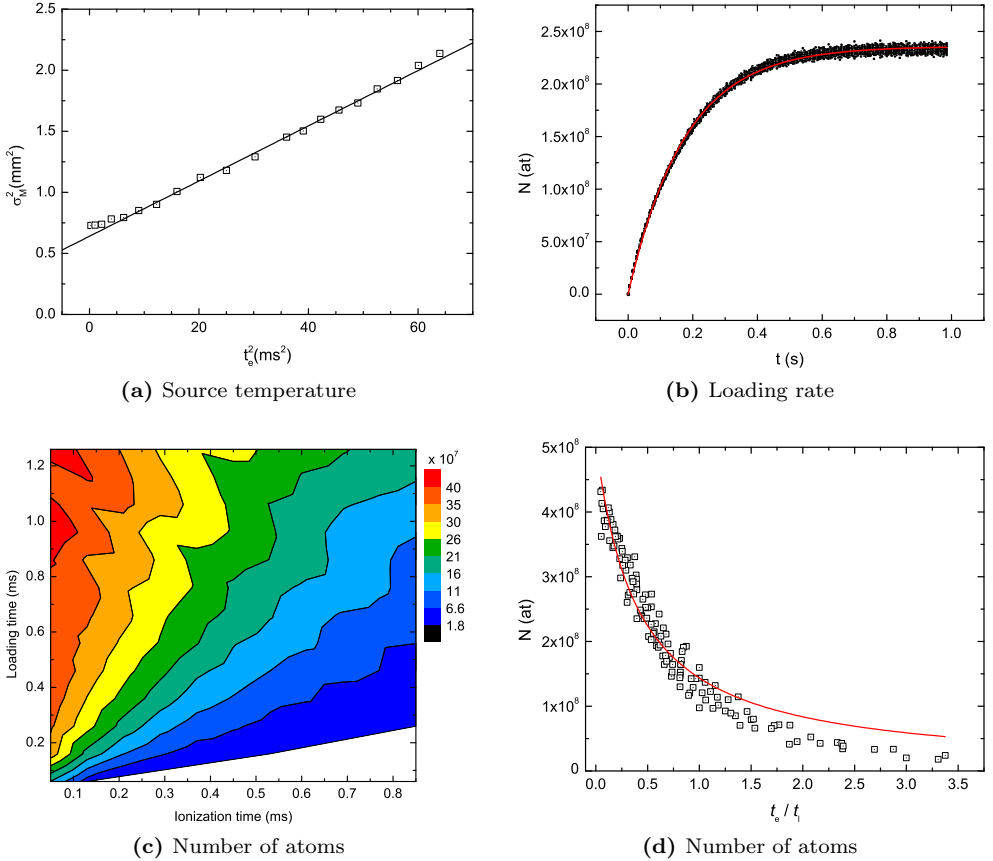 2.5
2.0
1.5
1.0
0.5
0.0
σ²_M(mm²)
0
20
40
60
t²_e(ms²)
(a) Source temperature
2.5x10⁸
2.0x10⁸
1.5x10⁸
1.0x10⁸
5.0x10⁷
0.0
N (at)
0.0
0.2
0.4
0.6
0.8
1.0
t (s)
(b) Loading rate
1.2
1.0
0.8
0.6
0.4
0.2
Loading time (ms)
0.1
0.2
0.3
0.4
0.5
0.6
0.7
0.8
Ionization time (ms)
x 10⁷
40
35
30
26
21
16
11
6.6
1.8
(c) Number of atoms
5x10⁸
4x10⁸
3x10⁸
2x10⁸
1x10⁸
0
N (at)
0.0
0.5
1.0
1.5
2.0
2.5
3.0
3.5
t_e / t_l
(d) Number of atoms